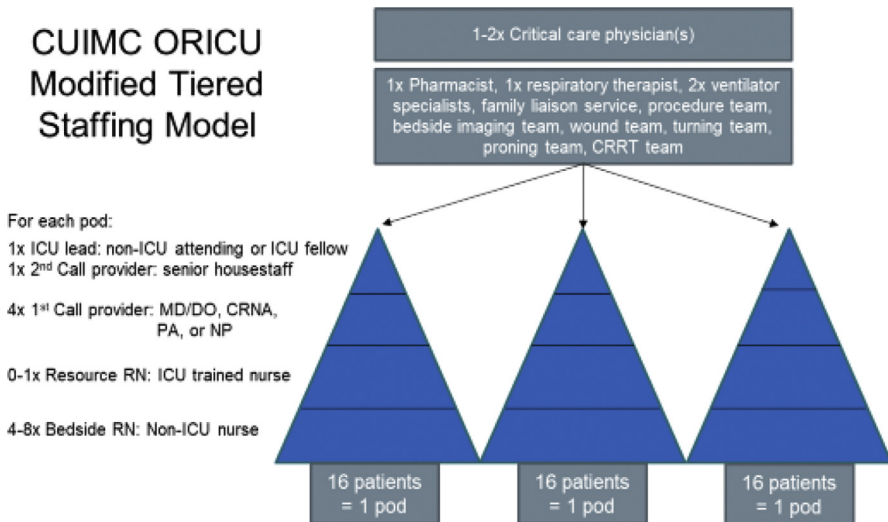 CUIMC ORICU
Modified Tiered
Staffing Model
1-2x Critical care physician(s)
1x Pharmacist, 1x respiratory therapist, 2x ventilator
specialists, family liaison service, procedure team,
bedside imaging team, wound team, turning team,
proning team, CRRT team
For each pod:
1x ICU lead: non-ICU attending or ICU fellow
1x 2nd Call provider: senior housestaff
4x 1st Call provider: MD/DO, CRNA,
PA, or NP
0-1x Resource RN: ICU trained nurse
4-8x Bedside RN: Non-ICU nurse
16 patients
= 1 pod
16 patients
= 1 pod
16 patients
= 1 pod